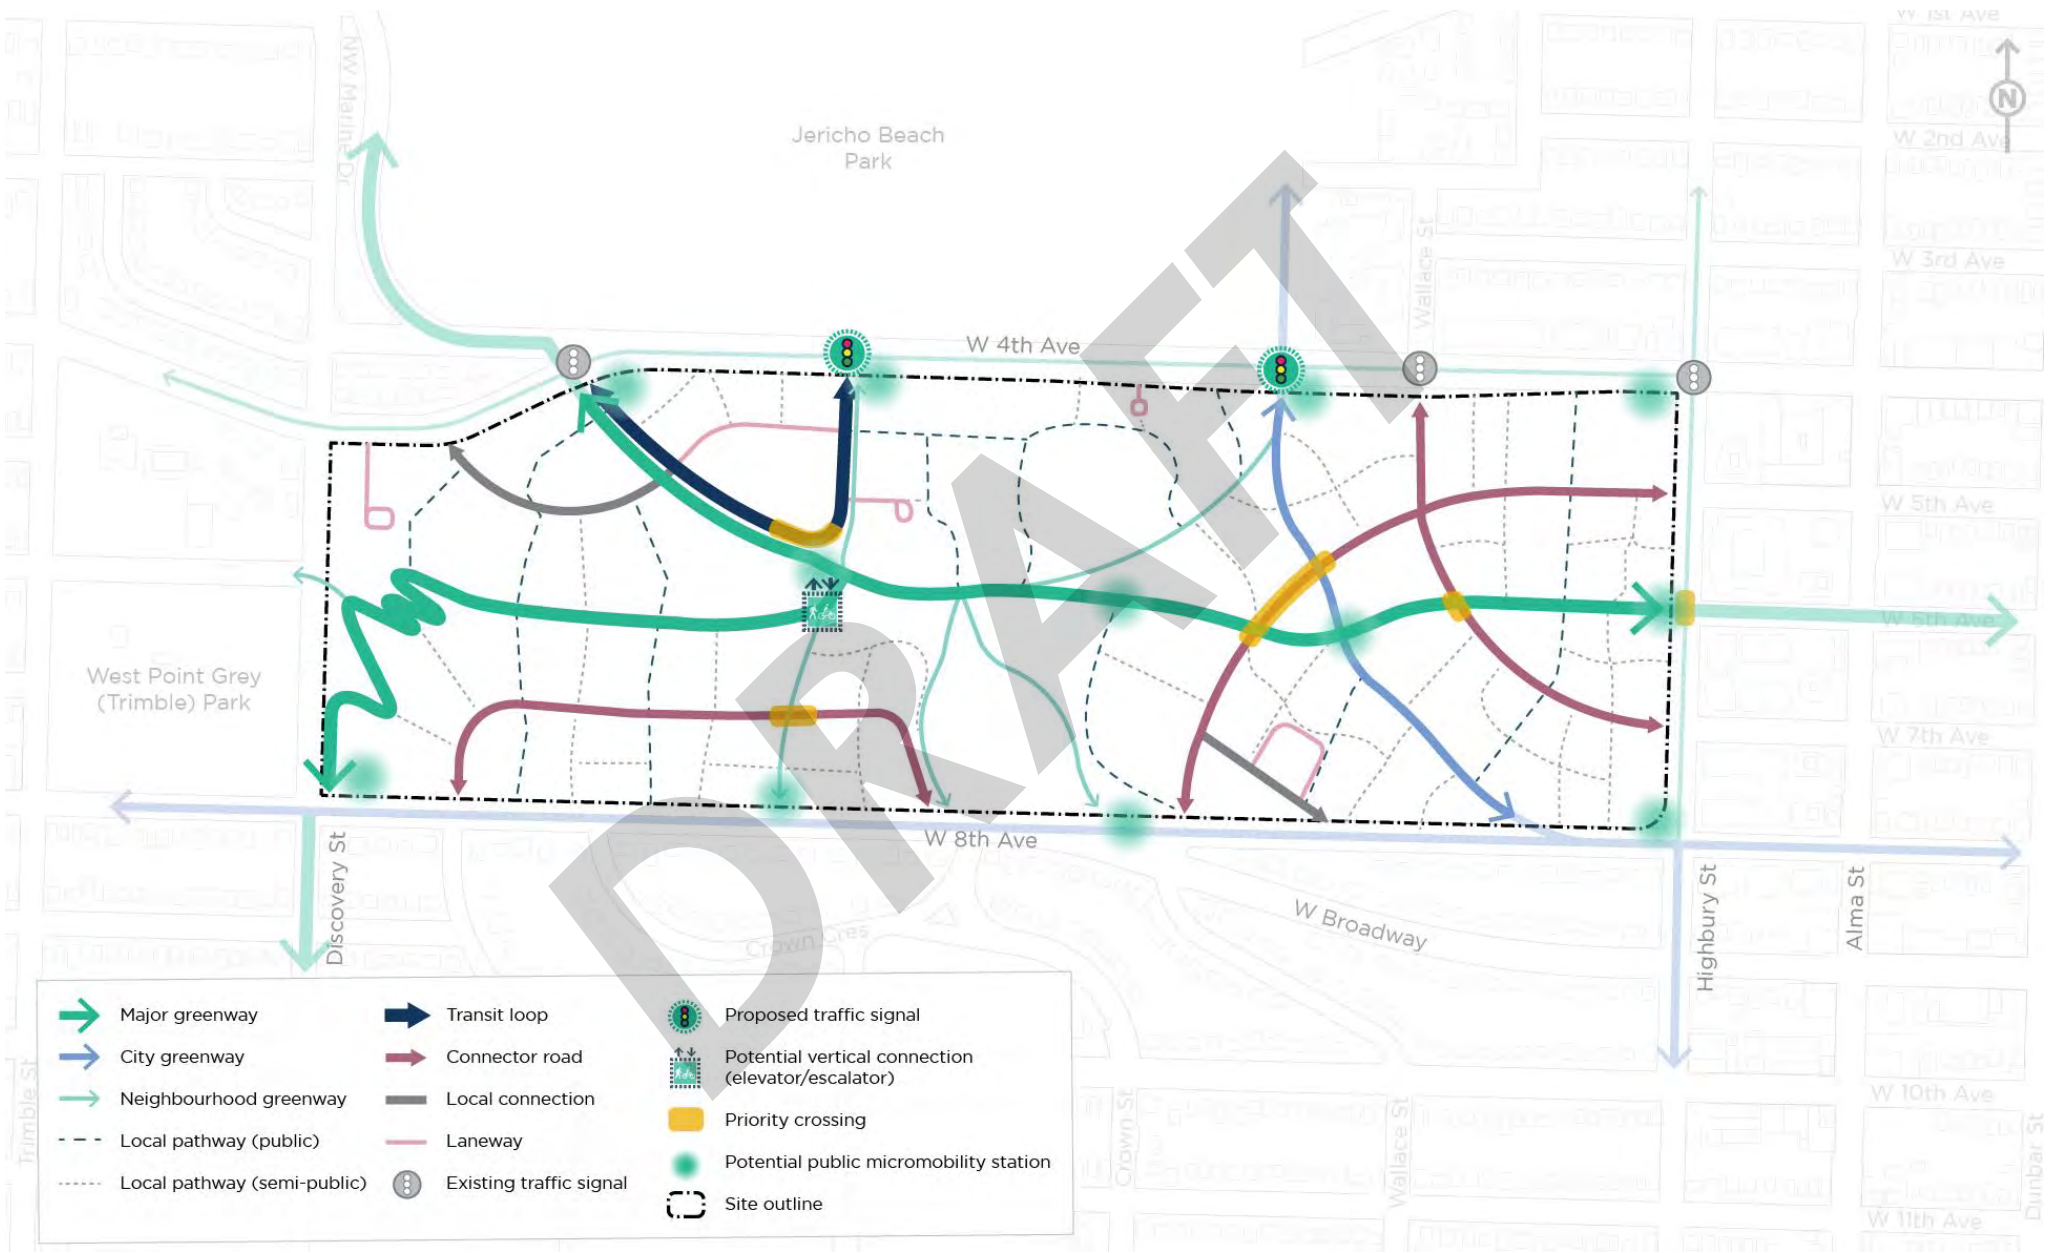 W 1st Ave
NW Marine Dr
N
Jericho Beach
Park
W 2nd Ave
Wallace St
W 3rd Ave
W 4th Ave
W 5th Ave
W 6th Ave
West Point Grey
(Trimble) Park
W 7th Ave
W 8th Ave
Discovery St
Crown Cres
W Broadway
Highbury St
Alma St
DRAFT
Major greenway
City greenway
Neighbourhood greenway
Local pathway (public)
Local pathway (semi-public)
Transit loop
Connector road
Local connection
Laneway
Existing traffic signal
Proposed traffic signal
Potential vertical connection
(elevator/escalator)
Priority crossing
Potential public micromobility station
Site outline
Trimble St
Crown St
Wallace St
W 10th Ave
Dunbar St
W 11th Ave